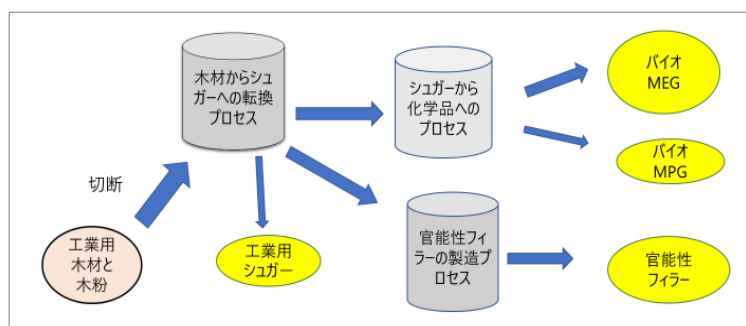 木材からシュ
ガーへの転換
プロセス
シュガーから
化学品への
プロセス
バイオ
MEG
バイオ
MPG
切断
工業用
木材と
木粉
工業用
シュガー
官能性フィ
ラーの製造プ
ロセス
官能性
フィラー